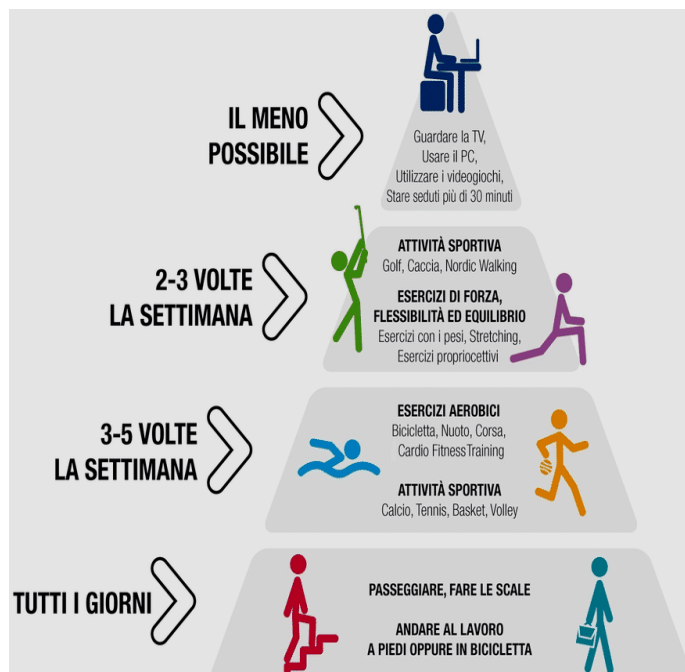 IL MENO
POSSIBILE
Guardare la TV,
Usare il PC,
Utilizzare i videogiochi,
Stare seduti più di 30 minuti
2-3 VOLTE
LA SETTIMANA
ATTIVITÀ SPORTIVA
Golf, Caccia, Nordic Walking
ESERCIZI DI FORZA,
FLESSIBILITÀ ED EQUILIBRIO
Esercizi con i pesi, Stretching,
Esercizi propriocettivi
3-5 VOLTE
LA SETTIMANA
ESERCIZI AEROBICI
Bicicletta, Nuoto, Corsa,
Cardio FitnessTraining
ATTIVITÀ SPORTIVA
Calcio, Tennis, Basket, Volley
TUTTI I GIORNI
PASSEGGIARE, FARE LE SCALE
ANDARE AL LAVORO
A PIEDI OPPURE IN BICICLETTA